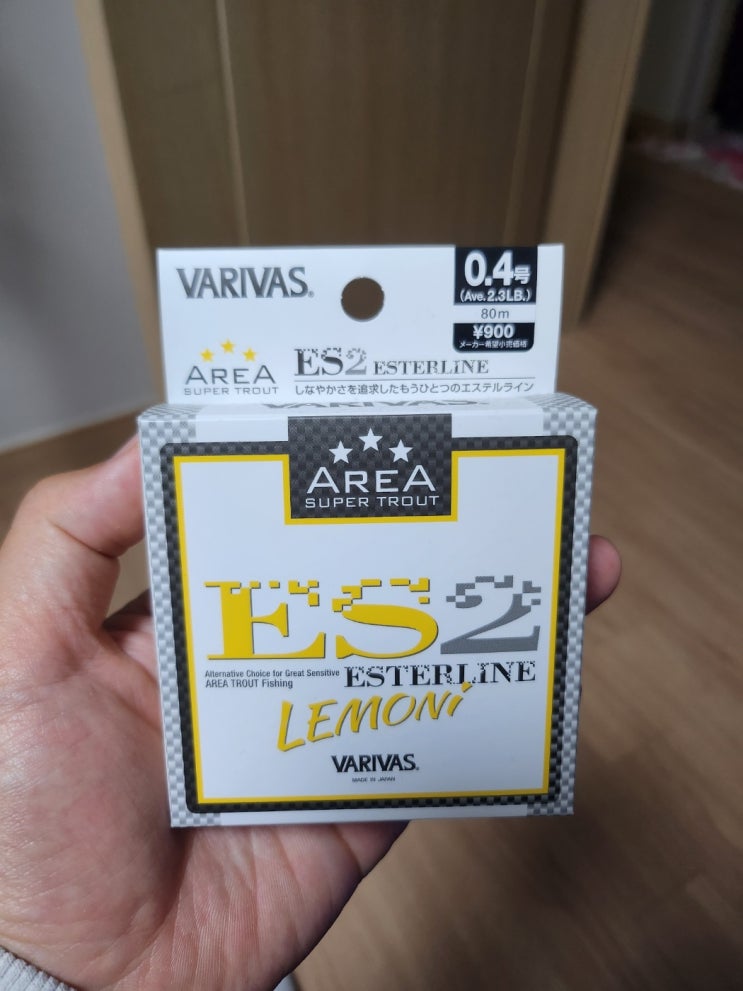 VARIVAS®
0.4号
(Ave.2.3LB.)
80m
¥900
メーカー希望小売価格
AREA
SUPER TROUT
ES2 ESTERLINE
しなやかさを追求したもうひとつのエステルライン
VARIVAS
AREA
SUPER TROUT
ES2
Alternative Choice for Great Sensitive
AREA TROUT Fishing
ESTERLINE
LEMONi
VARIVAS®
MADE IN JAPAN